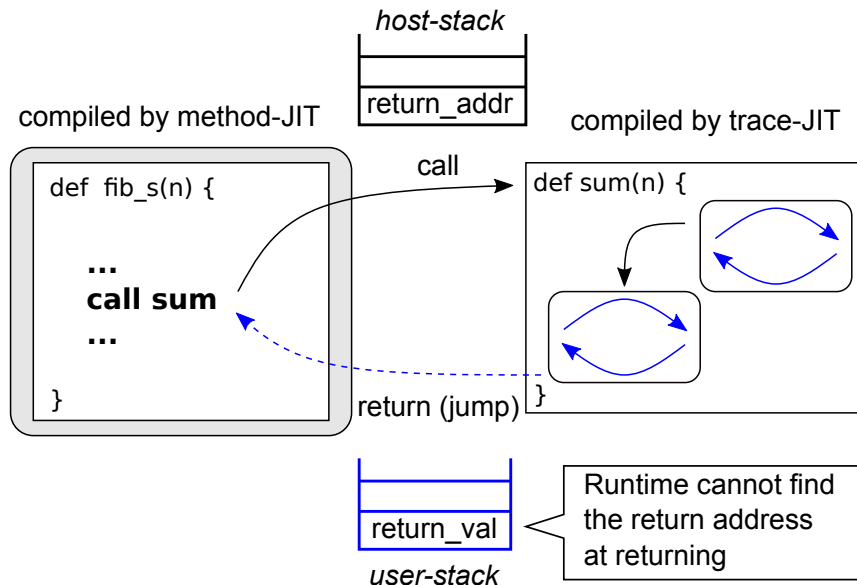 host-stack
return_addr
compiled by method-JIT
compiled by trace-JIT
call
def fib_s(n) {
...
call sum
...
}
def sum(n) {
}
return (jump)
return_val
user-stack
Runtime cannot find
the return address
at returning